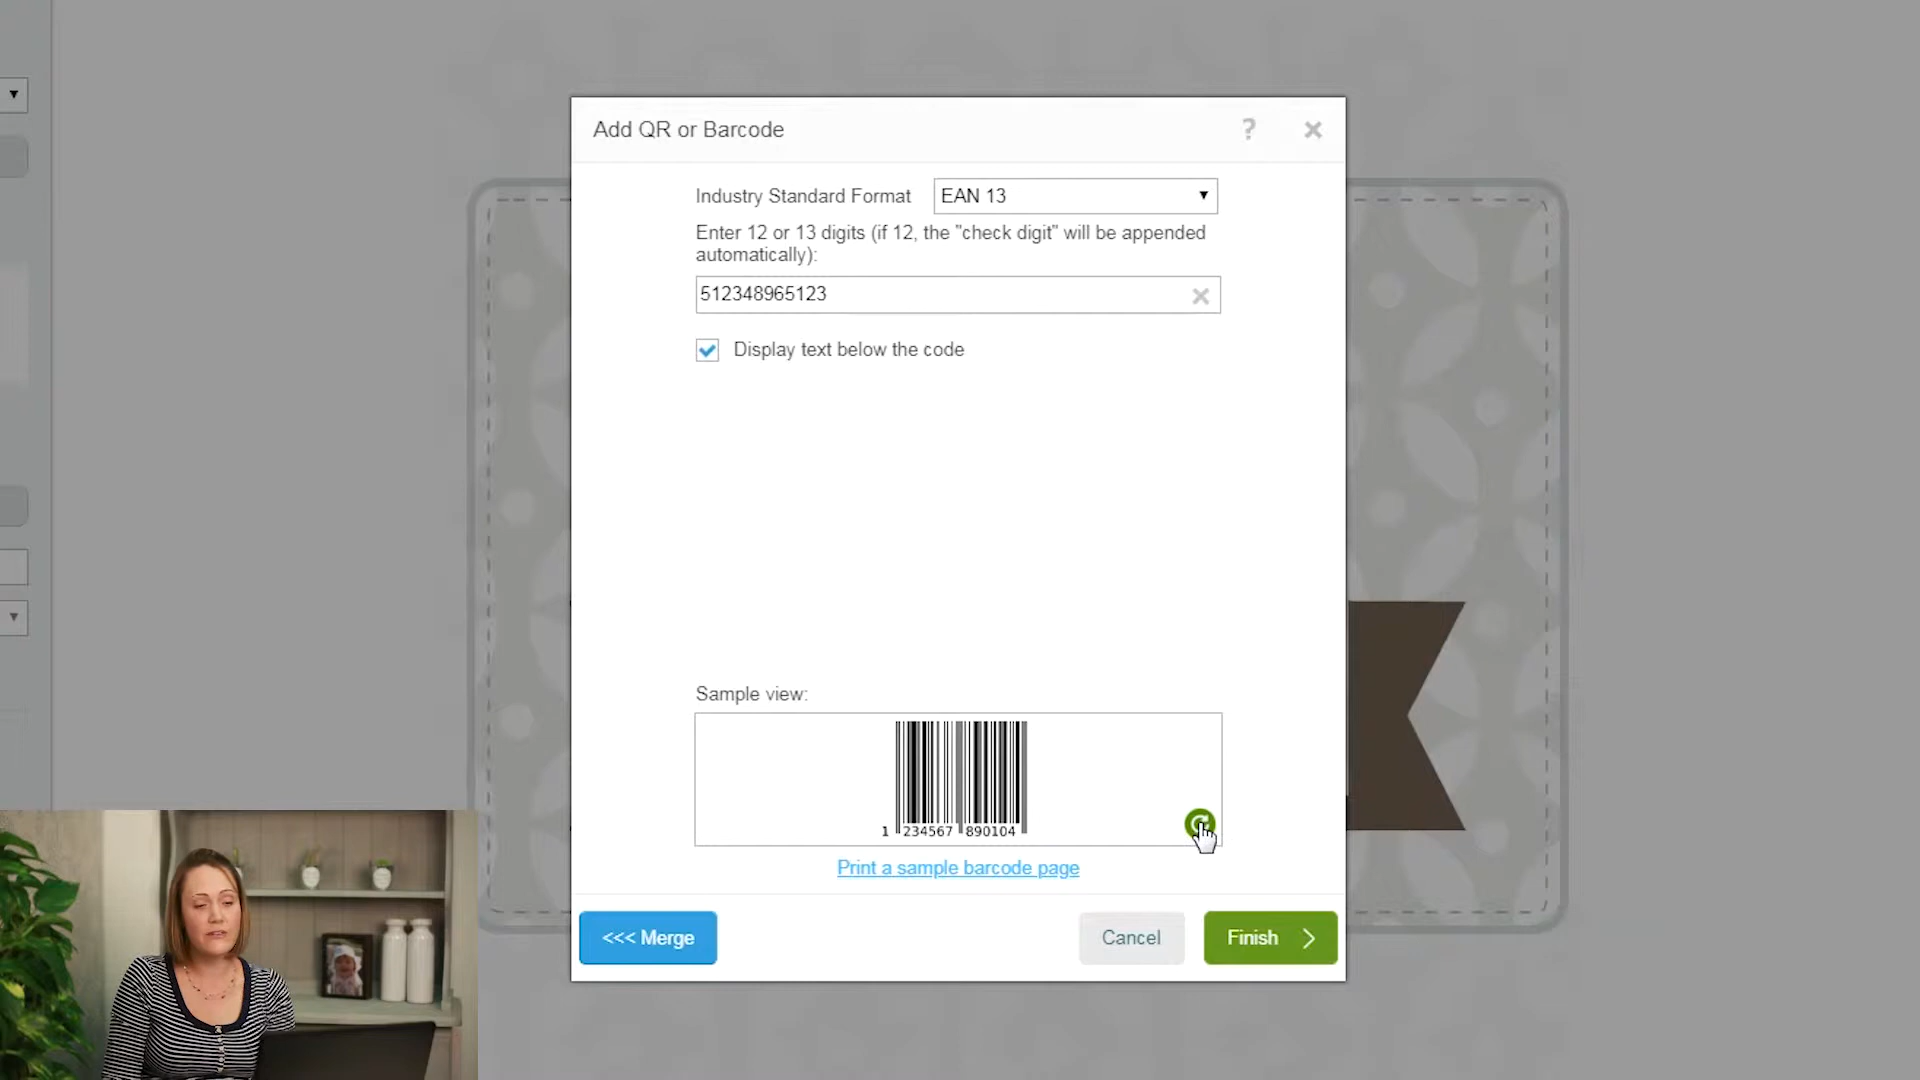 Add QR or Barcode
?
Industry Standard Format EAN 13
Enter 12 or 13 digits (if 12, the "check digit" will be appended
automatically):
512348965123
Display text below the code
Sample view:
1 234567 890104
Print a sample barcode page
<<< Merge
Cancel
Finish